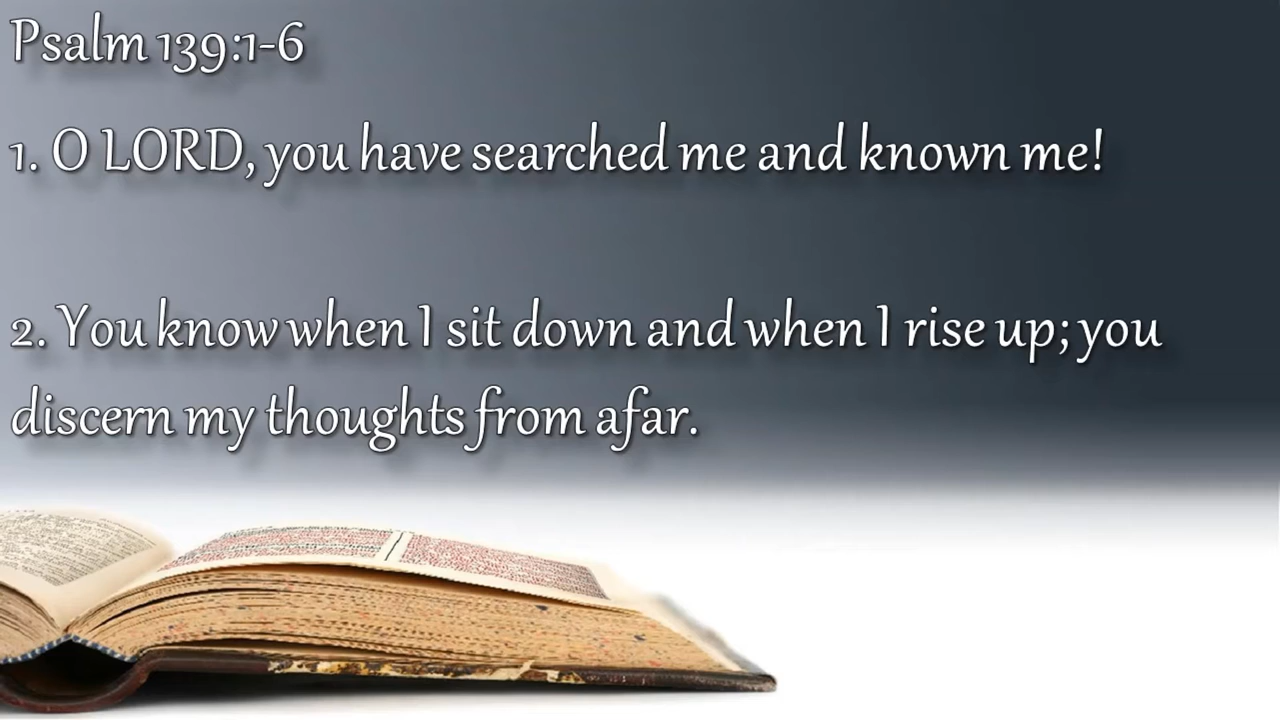 Psalm 139:1-6
1. O LORD, you have searched me and known me!
2. You know when I sit down and when I rise up; you
discern my thoughts from afar.